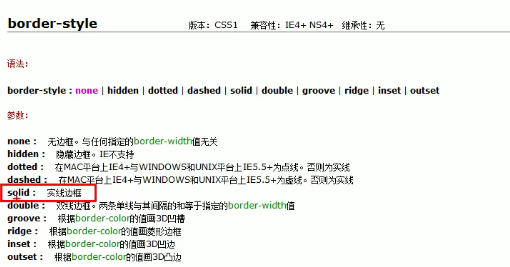 border-style 版本：CSS1 兼容性：IE4+ NS4+ 继承性：无
语法：
border-style : none | hidden | dotted | dashed | solid | double | groove | ridge | inset | outset
参数：
none： 无边框。与任何指定的border-width值无关
hidden： 隐藏边框。IE不支持
dotted： 在MAC平台上IE4+与WINDOWS和UNIX平台上IE5.5+为点线。否则为实线
dashed： 在MAC平台上IE4+与WINDOWS和UNIX平台上IE5.5+为虚线。否则为实线
solid： 实线边框
double： 双线边框。两条单线与其间隔的和等于指定的border-width值
groove： 根据border-color的值画3D凹槽
ridge： 根据border-color的值画菱形边框
inset： 根据border-color的值画3D凹边
outset： 根据border-color的值画3D凸边